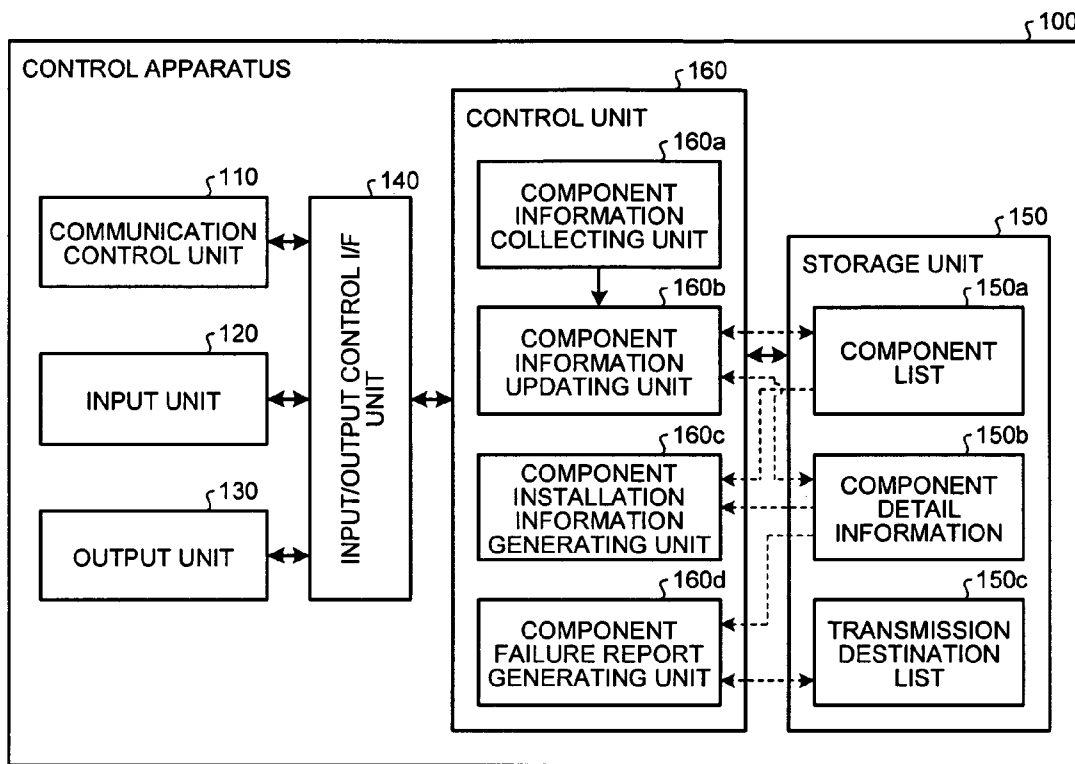 100
CONTROL APPARATUS
160
CONTROL UNIT
160a
COMPONENT
INFORMATION
COLLECTING UNIT
110
COMMUNICATION
CONTROL UNIT
140
INPUT/OUTPUT CONTROL I/F
UNIT
150
STORAGE UNIT
160b
COMPONENT
INFORMATION
UPDATING UNIT
150a
COMPONENT
LIST
120
INPUT UNIT
160c
COMPONENT
INSTALLATION
INFORMATION
GENERATING UNIT
150b
COMPONENT
DETAIL
INFORMATION
130
OUTPUT UNIT
160d
COMPONENT
FAILURE REPORT
GENERATING UNIT
150c
TRANSMISSION
DESTINATION
LIST